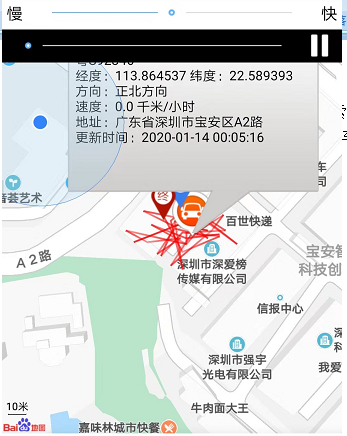 慢 快
经度：113.864537 纬度：22.589393
方向：正北方向
速度：0.0 千米/小时
地址：广东省深圳市宝安区A2路
更新时间：2020-01-14 00:05:16
终
荟艺术
百世快递
A2路
深圳市深爱榜
传媒有限公司
宝安智
科技创
信报中心
深圳市强宇
光电有限公司
我爱
牛肉面大王
10米
Bai 地图
嘉味林城市快餐